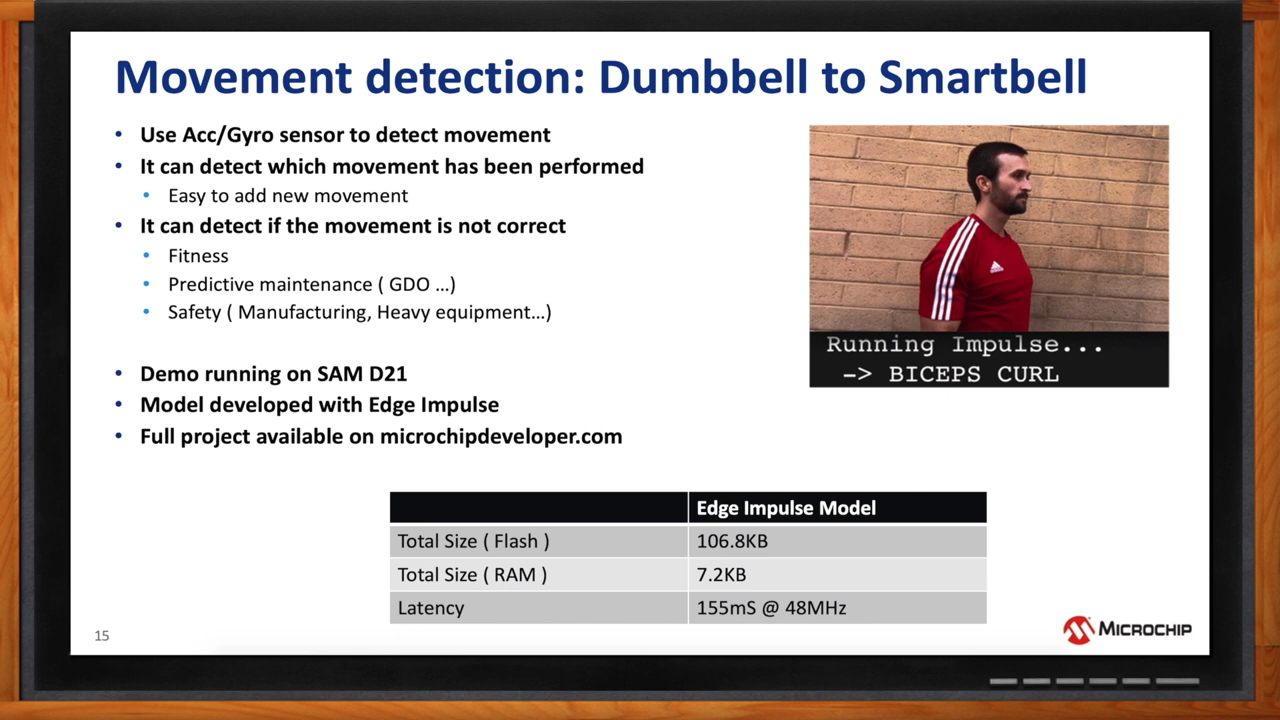 Movement detection: Dumbbell to Smartbell
• Use Acc/Gyro sensor to detect movement
• It can detect which movement has been performed
• Easy to add new movement
• It can detect if the movement is not correct
• Fitness
• Predictive maintenance ( GDO ...)
• Safety ( Manufacturing, Heavy equipment...)
• Demo running on SAM D21
• Model developed with Edge Impulse
• Full project available on microchipdeveloper.com
Running Impulse...
-> BICEPS CURL
Edge Impulse Model
Total Size ( Flash ) 106.8KB
Total Size ( RAM ) 7.2KB
Latency 155mS @ 48MHz
15
MICROCHIP